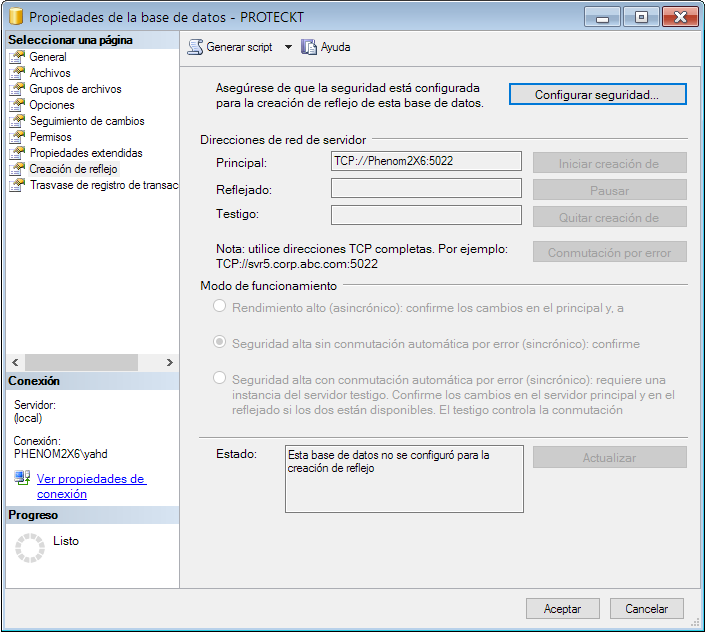 Propiedades de la base de datos - PROTECKT
Seleccionar una página
General
Archivos
Grupos de archivos
Opciones
Seguimiento de cambios
Permisos
Propiedades extendidas
Creación de reflejo
Trasvase de registro de transac
Conexión
Servidor:
(local)
Conexión:
PHENOM2X6\yahd
Ver propiedades de
conexión
Progreso
Listo
Generar script
Ayuda
Asegúrese de que la seguridad está configurada
para la creación de reflejo de esta base de datos.
Configurar seguridad...
Direcciones de red de servidor
Principal:
TCP://Phenom2X6:5022
Iniciar creación de
Reflejado:
Pausar
Testigo:
Quitar creación de
Nota: utilice direcciones TCP completas. Por ejemplo:
TCP://svr5.corp.abc.com:5022
Conmutación por error
Modo de funcionamiento
Rendimiento alto (asincrónico): confirme los cambios en el principal y, a
Seguridad alta sin conmutación automática por error (sincrónico): confirme
Seguridad alta con conmutación automática por error (sincrónico): requiere una
instancia del servidor testigo. Confirme los cambios en el servidor principal y en el
reflejado si los dos están disponibles. El testigo controla la conmutación
Estado:
Esta base de datos no se configuró para la
creación de reflejo
Actualizar
Aceptar
Cancelar